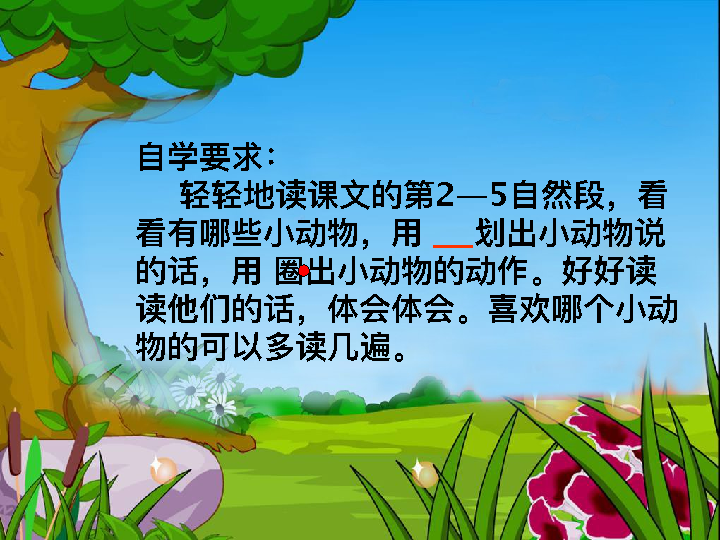 自学要求：
轻轻地读课文的第2—5自然段，看
看有哪些小动物，用 __划出小动物说
的话，用 圈出小动物的动作。好好读
读他们的话，体会体会。喜欢哪个小动
物的可以多读几遍。